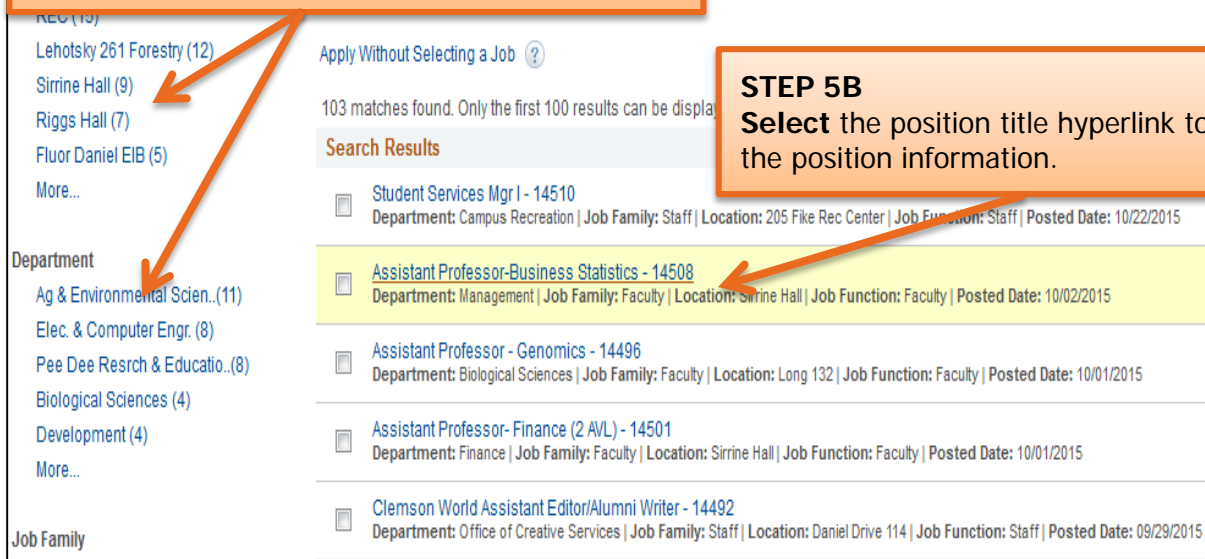 REC (15)
Lehotsky 261 Forestry (12)
Sirrine Hall (9)
Riggs Hall (7)
Fluor Daniel EIB (5)
More...
Department
Ag & Environmental Scien..(11)
Elec. & Computer Engr. (8)
Pee Dee Resrch & Educatio..(8)
Biological Sciences (4)
Development (4)
More...
Job Family
Apply Without Selecting a Job ?
103 matches found. Only the first 100 results can be displa
STEP 5B
Select the position title hyperlink to
the position information.
Search Results
Student Services Mgr I - 14510
Department: Campus Recreation | Job Family: Staff | Location: 205 Fike Rec Center | Job Function: Staff | Posted Date: 10/22/2015
Assistant Professor-Business Statistics - 14508
Department: Management | Job Family: Faculty | Location: Sirrine Hall | Job Function: Faculty | Posted Date: 10/02/2015
Assistant Professor - Genomics - 14496
Department: Biological Sciences | Job Family: Faculty | Location: Long 132 | Job Function: Faculty | Posted Date: 10/01/2015
Assistant Professor- Finance (2 AVL) - 14501
Department: Finance | Job Family: Faculty | Location: Sirrine Hall | Job Function: Faculty | Posted Date: 10/01/2015
Clemson World Assistant Editor/Alumni Writer - 14492
Department: Office of Creative Services | Job Family: Staff | Location: Daniel Drive 114 | Job Function: Staff | Posted Date: 09/29/2015